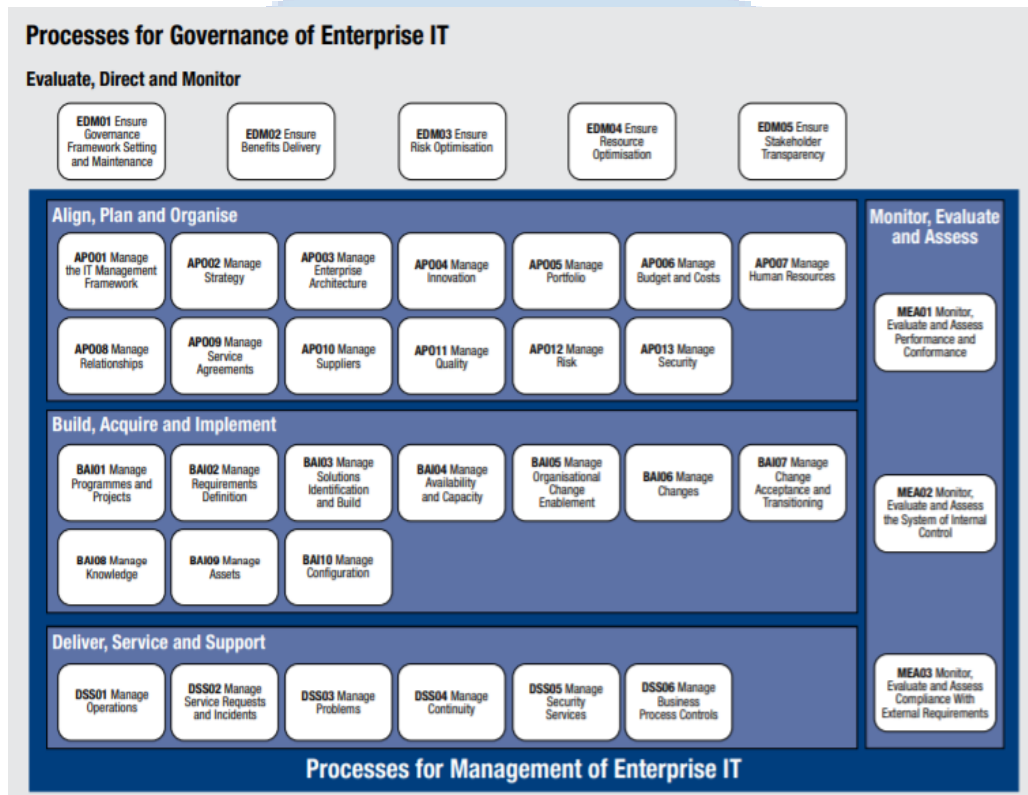 Processes for Governance of Enterprise IT
Evaluate, Direct and Monitor
EDM01 Ensure
Governance
Framework Setting
and Maintenance
EDM02 Ensure
Benefits Delivery
EDM03 Ensure
Risk Optimisation
EDM04 Ensure
Resource
Optimisation
EDM05 Ensure
Stakeholder
Transparency
Align, Plan and Organise
APO01 Manage
the IT Management
Framework
APO02 Manage
Strategy
APO03 Manage
Enterprise
Architecture
APO04 Manage
Innovation
APO05 Manage
Portfolio
APO06 Manage
Budget and Costs
APO07 Manage
Human Resources
APO08 Manage
Relationships
APO09 Manage
Service
Agreements
APO10 Manage
Suppliers
APO11 Manage
Quality
APO12 Manage
Risk
APO13 Manage
Security
Build, Acquire and Implement
BAI01 Manage
Programmes and
Projects
BAI02 Manage
Requirements
Definition
BAI03 Manage
Solutions
Identification
and Build
BAI04 Manage
Availability
and Capacity
BAI05 Manage
Organisational
Change
Enablement
BAI06 Manage
Changes
BAI07 Manage
Change
Acceptance and
Transitioning
BAI08 Manage
Knowledge
BAI09 Manage
Assets
BAI10 Manage
Configuration
Deliver, Service and Support
DSS01 Manage
Operations
DSS02 Manage
Service Requests
and Incidents
DSS03 Manage
Problems
DSS04 Manage
Continuity
DSS05 Manage
Security
Services
DSS06 Manage
Business
Process Controls
Monitor, Evaluate
and Assess
MEA01 Monitor,
Evaluate and Assess
Performance and
Conformance
MEA02 Monitor,
Evaluate and Assess
the System of Internal
Control
MEA03 Monitor,
Evaluate and Assess
Compliance With
External Requirements
Processes for Management of Enterprise IT